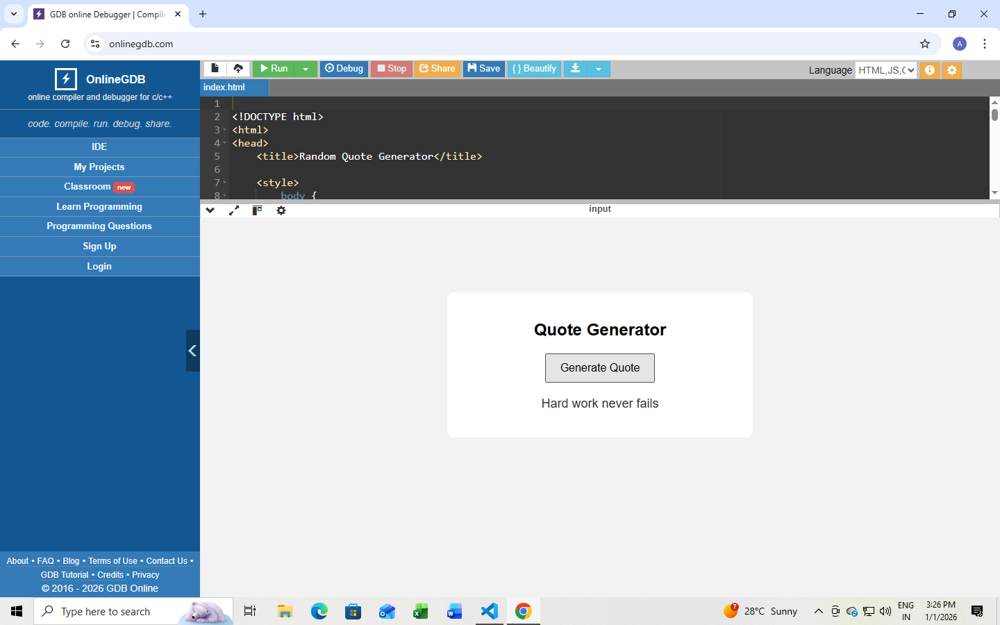 GDB online Debugger | Compile
onlinegdb.com
A
OnlineGDB
online compiler and debugger for c/c++
code. compile. run. debug. share.
IDE
My Projects
Classroom new
Learn Programming
Programming Questions
Sign Up
Login
About • FAQ • Blog • Terms of Use • Contact Us •
GDB Tutorial • Credits • Privacy
© 2016 - 2026 GDB Online
Run Debug Stop Share Save { } Beautify
Language HTML,JS,C
index.html
1
2 <!DOCTYPE html>
3 <html>
4 <head>
5 <title>Random Quote Generator</title>
6
7 <style>
8 body {
input
Quote Generator
Generate Quote
Hard work never fails
Type here to search
7
28°C Sunny
ENG
IN
3:26 PM
1/1/2026